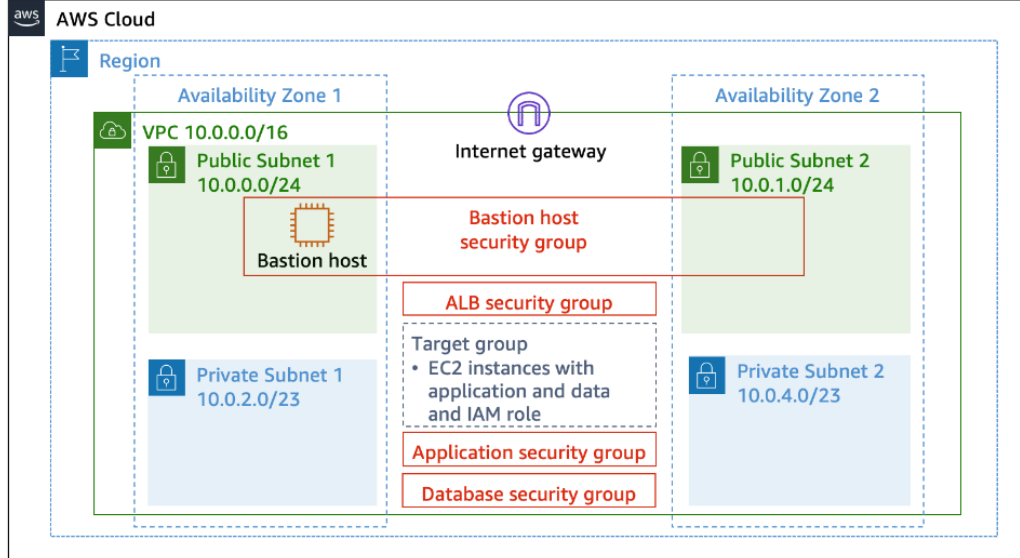 aws
AWS Cloud
Region
Availability Zone 1
Availability Zone 2
VPC 10.0.0.0/16
Internet gateway
Public Subnet 1
10.0.0.0/24
Public Subnet 2
10.0.1.0/24
Bastion host
Bastion host
security group
ALB security group
Target group
• EC2 instances with
application and data
and IAM role
Private Subnet 1
10.0.2.0/23
Private Subnet 2
10.0.4.0/23
Application security group
Database security group